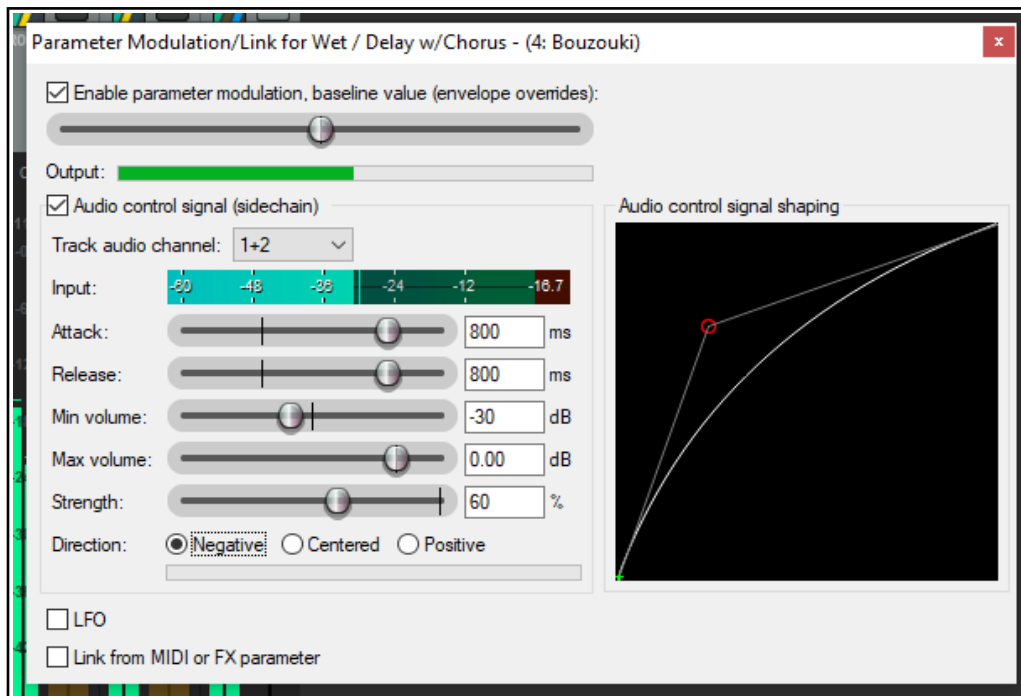 Parameter Modulation/Link for Wet / Delay w/Chorus - (4: Bouzouki)
x
Enable parameter modulation, baseline value (envelope overrides):
Output:
Audio control signal (sidechain)
Audio control signal shaping
Track audio channel: 1+2
Input: -60 -48 -36 -24 -12 -16.7
Attack: 800 ms
Release: 800 ms
Min volume: -30 dB
Max volume: 0.00 dB
Strength: 60 %
Direction: Negative Centered Positive
LFO
Link from MIDI or FX parameter